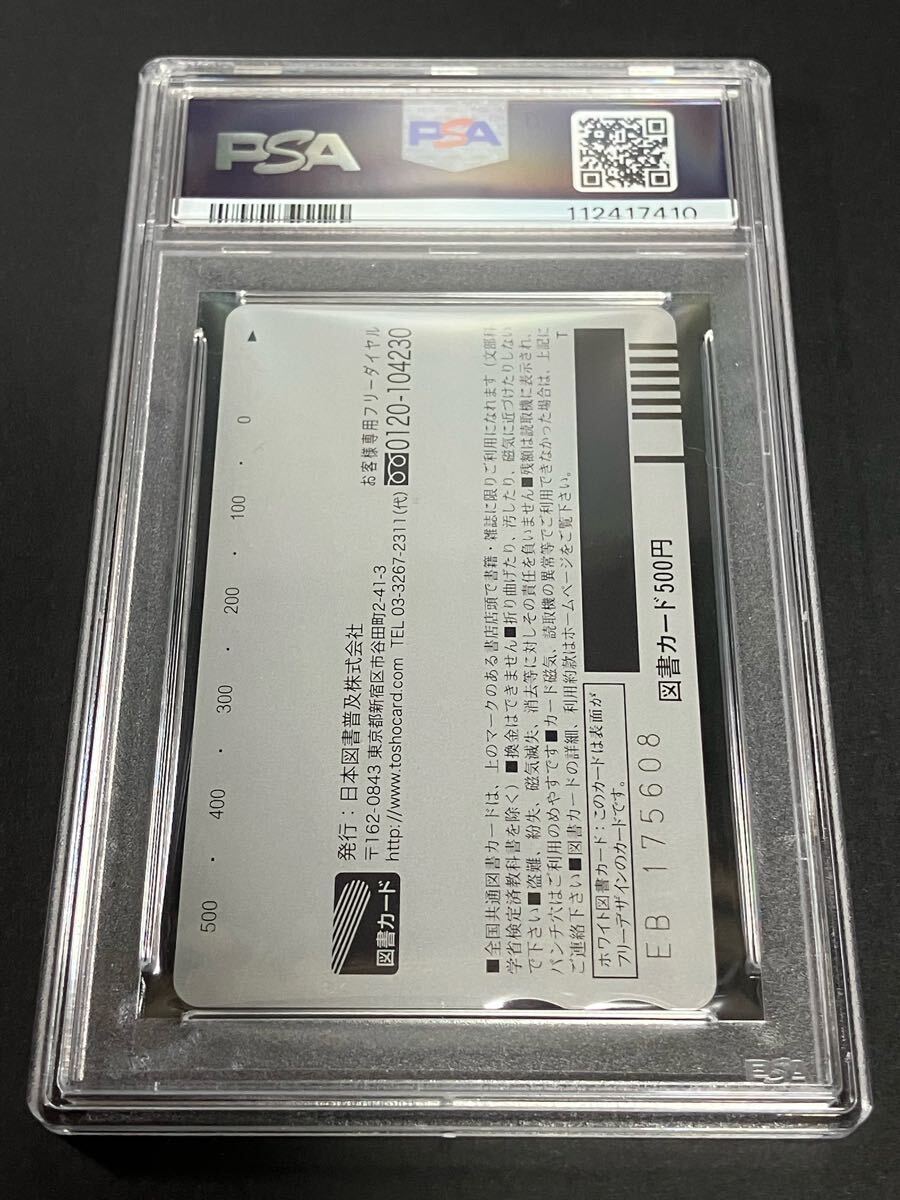 PSA
PSA
112417410
500 400 300 200 100 0
図書カード
発行：日本図書普及株式会社
〒162-0843 東京都新宿区市谷田町2-41-3
http://www.toshocard.com TEL 03-3267-2311(代)
お客様専用フリーダイヤル
0120-104230
■全国共通図書カードは、上のマークのある書店店頭で書籍・雑誌に限りご利用になれます（文部科
学省検定済教科書を除く）■換金はできません■折り曲げたり、汚したり、磁気に近づけたりしない
で下さい■盗難、紛失、磁気減失、消去等に対しその責任を負いません■残額は読取機に表示され、
パンチ穴はご利用のめやすです■カード磁気、読取機の異常等でご利用できなかった場合は、上記に
ご連絡下さい■図書カードの詳細、利用約款はホームページをご覧下さい。
T
ホワイト図書カード：このカードは表面が
フリーデザインのカードです。
EB 175608
図書カード500円
PSA